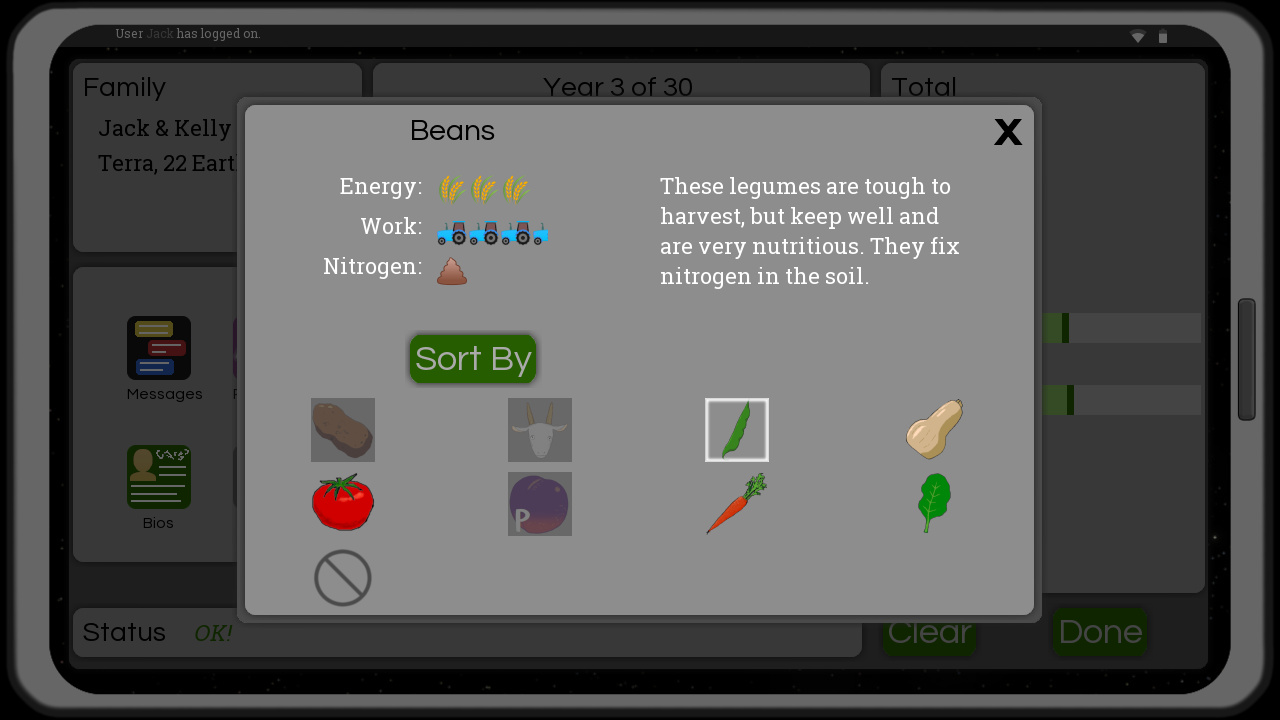 User Jack has logged on.
Family
Year 3 of 30
Total
Jack & Kelly
Terra, 22
Beans
X
Energy:
Work:
Nitrogen:
These legumes are tough to
harvest, but keep well and
are very nutritious. They fix
nitrogen in the soil.
Sort By
P
Messages
Bios
Status OK!
Clear
Done